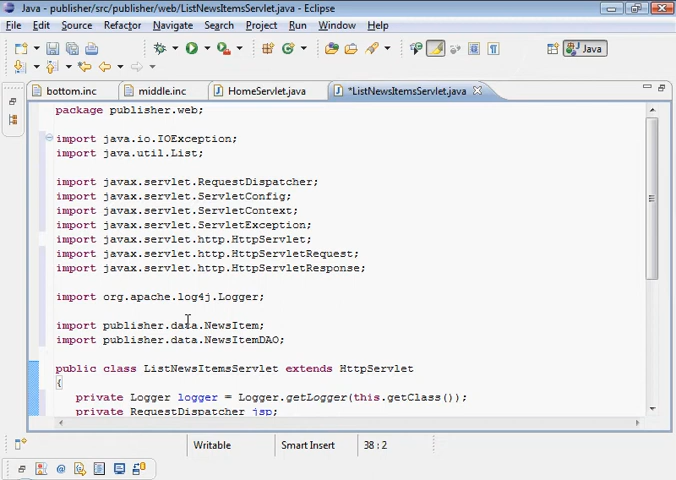 Java - publisher/src/publisher/web/ListNewsItemsServlet.java - Eclipse
File Edit Source Refactor Navigate Search Project Run Window Help
Java
bottom.inc middle.inc HomeServlet.java *ListNewsItemsServlet.java
package publisher.web;
import java.io.IOException;
import java.util.List;
import javax.servlet.RequestDispatcher;
import javax.servlet.ServletConfig;
import javax.servlet.ServletContext;
import javax.servlet.ServletException;
import javax.servlet.http.HttpServlet;
import javax.servlet.http.HttpServletRequest;
import javax.servlet.http.HttpServletResponse;
import org.apache.log4j.Logger;
import publisher.data.NewsItem;
import publisher.data.NewsItemDAO;
public class ListNewsItemsServlet extends HttpServlet
{
private Logger logger = Logger.getLogger(this.getClass());
private RequestDispatcher jsp;
Writable Smart Insert 38 : 2